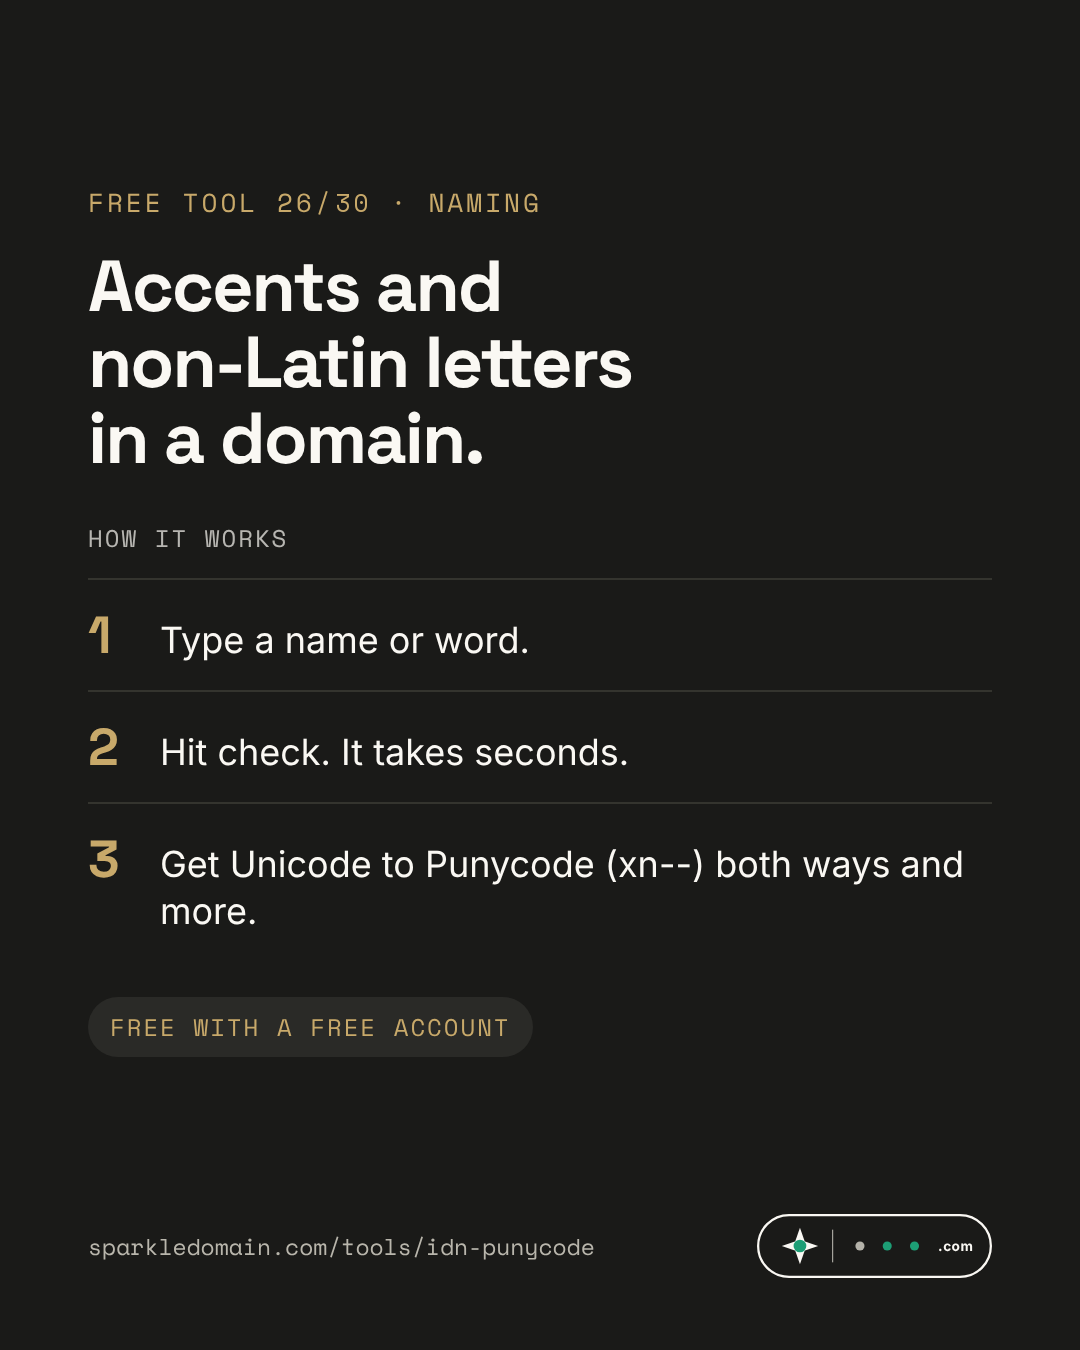 FREE TOOL 26/30 · NAMING
Accents and
non-Latin letters
in a domain.
HOW IT WORKS
1 Type a name or word.
2 Hit check. It takes seconds.
3 Get Unicode to Punycode (xn--) both ways and
more.
FREE WITH A FREE ACCOUNT
sparkledomain.com/tools/idn-punycode
.com